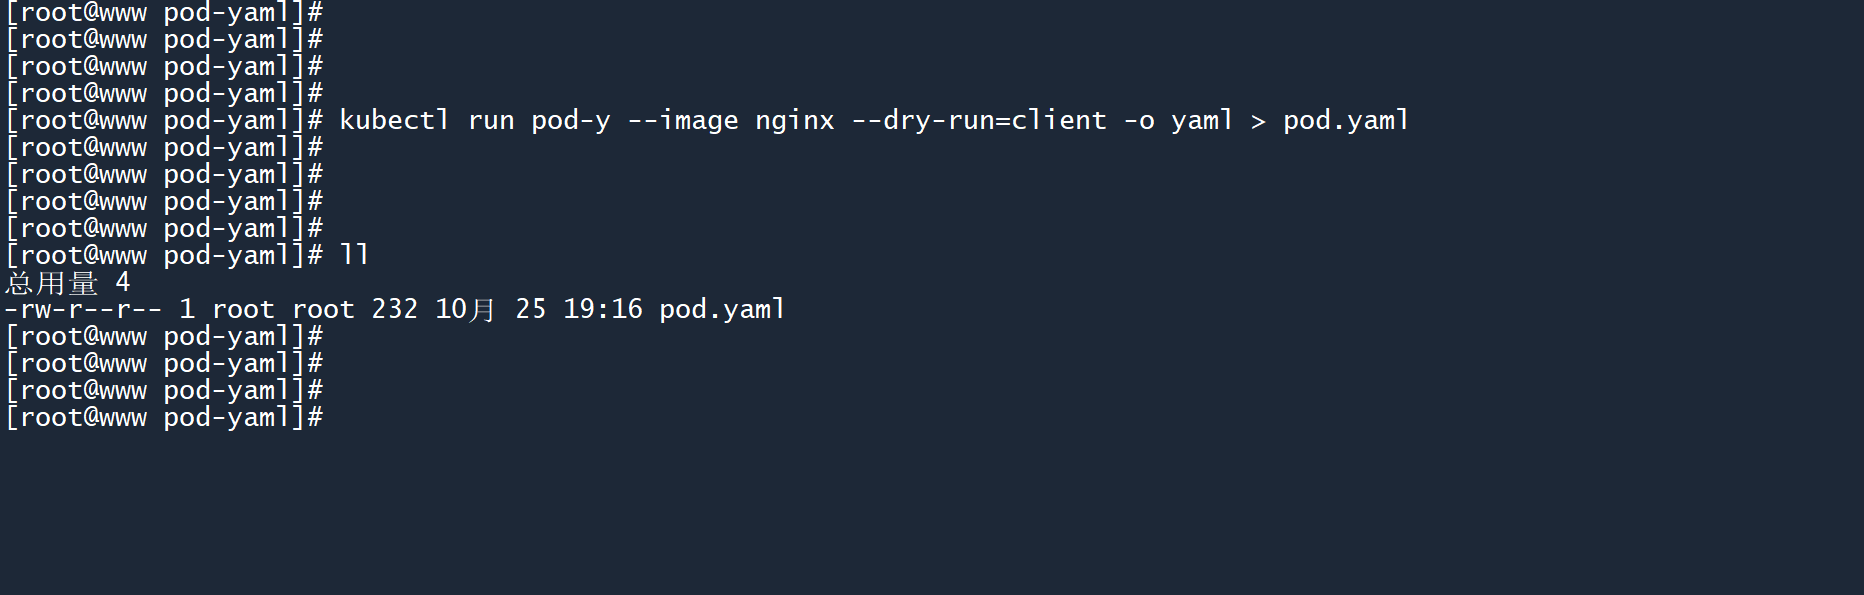 [root@www pod-yaml]#
[root@www pod-yaml]#
[root@www pod-yaml]#
[root@www pod-yaml]#
[root@www pod-yaml]# kubectl run pod-y --image nginx --dry-run=client -o yaml > pod.yaml
[root@www pod-yaml]#
[root@www pod-yaml]#
[root@www pod-yaml]#
[root@www pod-yaml]#
[root@www pod-yaml]# ll
总用量 4
-rw-r--r-- 1 root root 232 10月 25 19:16 pod.yaml
[root@www pod-yaml]#
[root@www pod-yaml]#
[root@www pod-yaml]#
[root@www pod-yaml]#